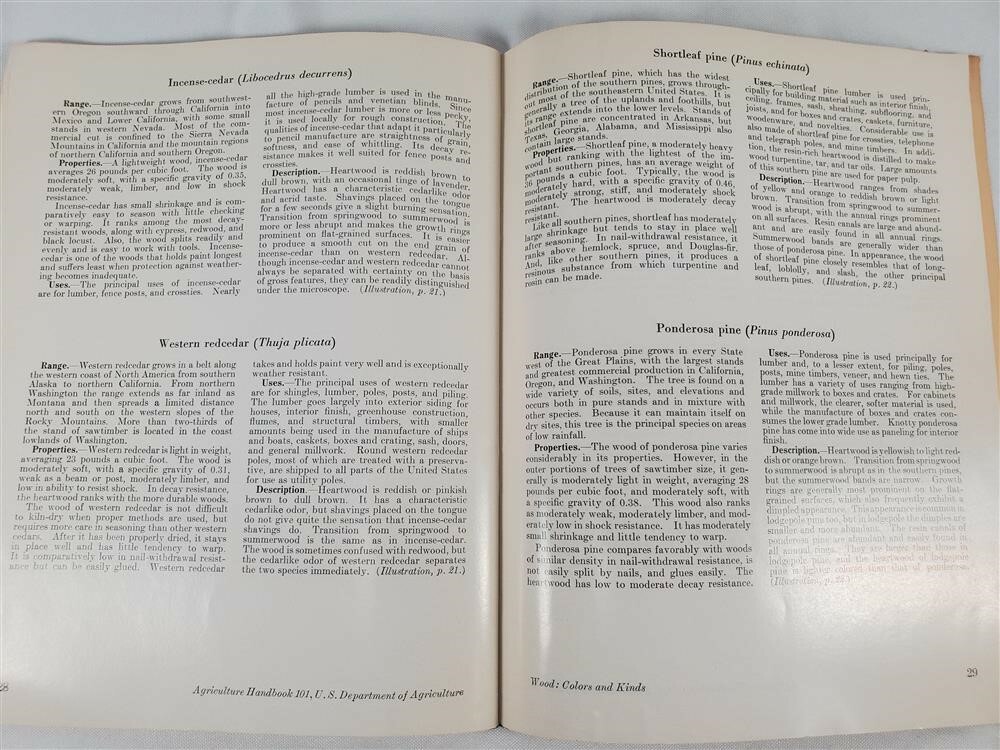 Incense-cedar (Libocedrus decurrens)
Range.—Incense-cedar grows from southwest-
ern Oregon southward through California into
Mexico and Lower California, with some small
stands in western Nevada. Most of the com-
mercial cut is confined to the Sierra Nevada
Mountains in California and the mountain regions
of northern California and southern Oregon.
Properties.—A lightweight wood, incense-cedar
averages 26 pounds per cubic foot. The wood is
moderately soft, with a specific gravity of 0.35,
moderately weak, limber, and low in shock
resistance.
Incense-cedar has small shrinkage and is com-
paratively easy to season with little checking
or warping. It ranks among the most decay-
resistant woods, along with cypress, redwood, and
black locust. Also, the wood splits readily and
evenly and is easy to work with tools. Incense-
cedar is one of the woods that holds paint longest
and suffers least when protection against weather-
ing becomes inadequate.
Uses.—The principal uses of incense-cedar
are for lumber, fence posts, and crossties. Nearly
all the high-grade lumber is used in the manu-
facture of pencils and venetian blinds. Since
most incense-cedar lumber is more or less pecky,
it is used locally for rough construction. The
qualities of incense-cedar that adapt it particularly
to pencil manufacture are straightness of grain,
softness, and ease of whittling. Its decay re-
sistance makes it well suited for fence posts and
crossties.
Description.—Heartwood is reddish brown to
dull brown, with an occasional tinge of lavender.
Heartwood has a characteristic cedarlike odor
and acrid taste. Shavings placed on the tongue
for a few seconds give a slight burning sensation.
Transition from springwood to summerwood is
more or less abrupt and makes the growth rings
prominent on flat-grained surfaces. It is easier
to produce a smooth cut on the end grain of
incense-cedar than on western redcedar. Al-
though incense-cedar and western redcedar cannot
always be separated with certainty on the basis
of gross features, they can be readily distinguished
under the microscope. (Illustration, p. 21.)
Western redcedar (Thuja plicata)
Range.—Western redcedar grows in a belt along
the western coast of North America from southern
Alaska to northern California. From northern
Washington the range extends as far inland as
Montana and then spreads a limited distance
north and south on the western slopes of the
Rocky Mountains. More than two-thirds of
the stand of sawtimber is located in the coast
lowlands of Washington.
Properties.—Western redcedar is light in weight,
averaging 23 pounds a cubic foot. The wood is
moderately soft, with a specific gravity of 0.31,
weak as a beam or post, moderately limber, and
low in ability to resist shock. In decay resistance,
the heartwood ranks with the more durable woods.
The wood of western redcedar is not difficult
to kiln-dry when proper methods are used, but
requires more care in seasoning than other western
cedars. After it has been properly dried, it stays
in place well and has little tendency to warp.
It is comparatively low in nail-withdrawal resist-
ance but can be easily glued. Western redcedar
takes and holds paint very well and is exceptionally
weather resistant.
Uses.—The principal uses of western redcedar
are for shingles, lumber, poles, posts, and piling.
The lumber goes largely into exterior siding for
houses, interior finish, greenhouse construction,
flumes, and structural timbers, with smaller
amounts being used in the manufacture of ships
and boats, caskets, boxes and crating, sash, doors,
and general millwork. Round western redcedar
poles, most of which are treated with a preserva-
tive, are shipped to all parts of the United States
for use as utility poles.
Description.—Heartwood is reddish or pinkish
brown to dull brown. It has a characteristic
cedarlike odor, but shavings placed on the tongue
do not give quite the sensation that incense-cedar
shavings do. Transition from springwood to
summerwood is the same as in incense-cedar.
The wood is sometimes confused with redwood, but
the cedarlike odor of western redcedar separates
the two species immediately. (Illustration, p. 21.)
28
Agriculture Handbook 101, U. S. Department of Agriculture
Shortleaf pine (Pinus echinata)
Range.—Shortleaf pine, which has the widest
distribution of the southern pines, grows through-
out most of the southeastern United States. It is
generally a tree of the uplands and foothills, but
its range extends into the lower levels. Stands of
shortleaf pine are concentrated in Arkansas, but
Texas, Georgia, Alabama, and Mississippi also
contain large stands.
Properties.—Shortleaf pine, a moderately heavy
wood but ranking with the lightest of the im-
portant southern pines, has an average weight of
36 pounds a cubic foot. Typically, the wood is
moderately hard, with a specific gravity of 0.46,
moderately strong, stiff, and moderately shock
resistant. The heartwood is moderately decay
resistant.
Like all southern pines, shortleaf has moderately
large shrinkage but tends to stay in place well
after seasoning. In nail-withdrawal resistance, it
ranks above hemlock, spruce, and Douglas-fir.
And, like other southern pines, it produces a
resinous substance from which turpentine and
rosin can be made.
Uses.—Shortleaf pine lumber is used prin-
cipally for building material such as interior finish,
ceiling, frames, sash, sheathing, subflooring, and
joists, and for boxes and crates, caskets, furniture,
woodenware, and novelties. Considerable use is
also made of shortleaf pine for crossties, telephone
and telegraph poles, and mine timbers. In addi-
tion, the resin-rich heartwood is distilled to make
wood turpentine, tar, and tar oils. Large amounts
of this southern pine are used for paper pulp.
Description.—Heartwood ranges from shades
of yellow and orange to reddish brown or light
brown. Transition from springwood to summer-
wood is abrupt, with the annual rings prominent
on all surfaces. Resin canals are large and abund-
ant and are easily found in all annual rings.
Summerwood bands are generally wider than
those of ponderosa pine. In appearance, the wood
of shortleaf pine closely resembles that of long-
leaf, loblolly, and slash, the other principal
southern pines. (Illustration, p. 22.)
Ponderosa pine (Pinus ponderosa)
Range.—Ponderosa pine grows in every State
west of the Great Plains, with the largest stands
and greatest commercial production in California,
Oregon, and Washington. The tree is found on a
wide variety of soils, sites, and elevations and
occurs both in pure stands and in mixture with
other species. Because it can maintain itself on
dry sites, this tree is the principal species on areas
of low rainfall.
Properties.—The wood of ponderosa pine varies
considerably in its properties. However, in the
outer portions of trees of sawtimber size, it gen-
erally is moderately light in weight, averaging 28
pounds per cubic foot, and moderately soft, with
a specific gravity of 0.38. This wood also ranks
as moderately weak, moderately limber, and mod-
erately low in shock resistance. It has moderately
small shrinkage and little tendency to warp.
Ponderosa pine compares favorably with woods
of similar density in nail-withdrawal resistance, is
not easily split by nails, and glues easily. The
heartwood has low to moderate decay resistance.
Uses.—Ponderosa pine is used principally for
lumber and, to a lesser extent, for piling, poles,
posts, mine timbers, veneer, and hewn ties. The
lumber has a variety of uses ranging from high-
grade millwork to boxes and crates. For cabinets
and millwork, the clearer, softer material is used,
while the manufacture of boxes and crates con-
sumes the lower grade lumber. Knotty ponderosa
pine has come into wide use as paneling for interior
finish.
Description.—Heartwood is yellowish to light red-
dish or orange brown. Transition from springwood
to summerwood is abrupt as in the southern pines,
but the summerwood bands are narrow. Growth
rings are generally most prominent on the flat-
grained surfaces, which also frequently exhibit a
dimpled appearance. This appearance is common in
lodgepole pine too, but in lodgepole the dimples are
smaller and more abundant. The resin canals of
ponderosa pine are abundant and easily found in
all annual rings. They are larger than those in
lodgepole pine, and the heartwood of lodgepole
pine is lighter colored than that of ponderosa.
(Illustration, p. 22.)
Wood: Colors and Kinds
29